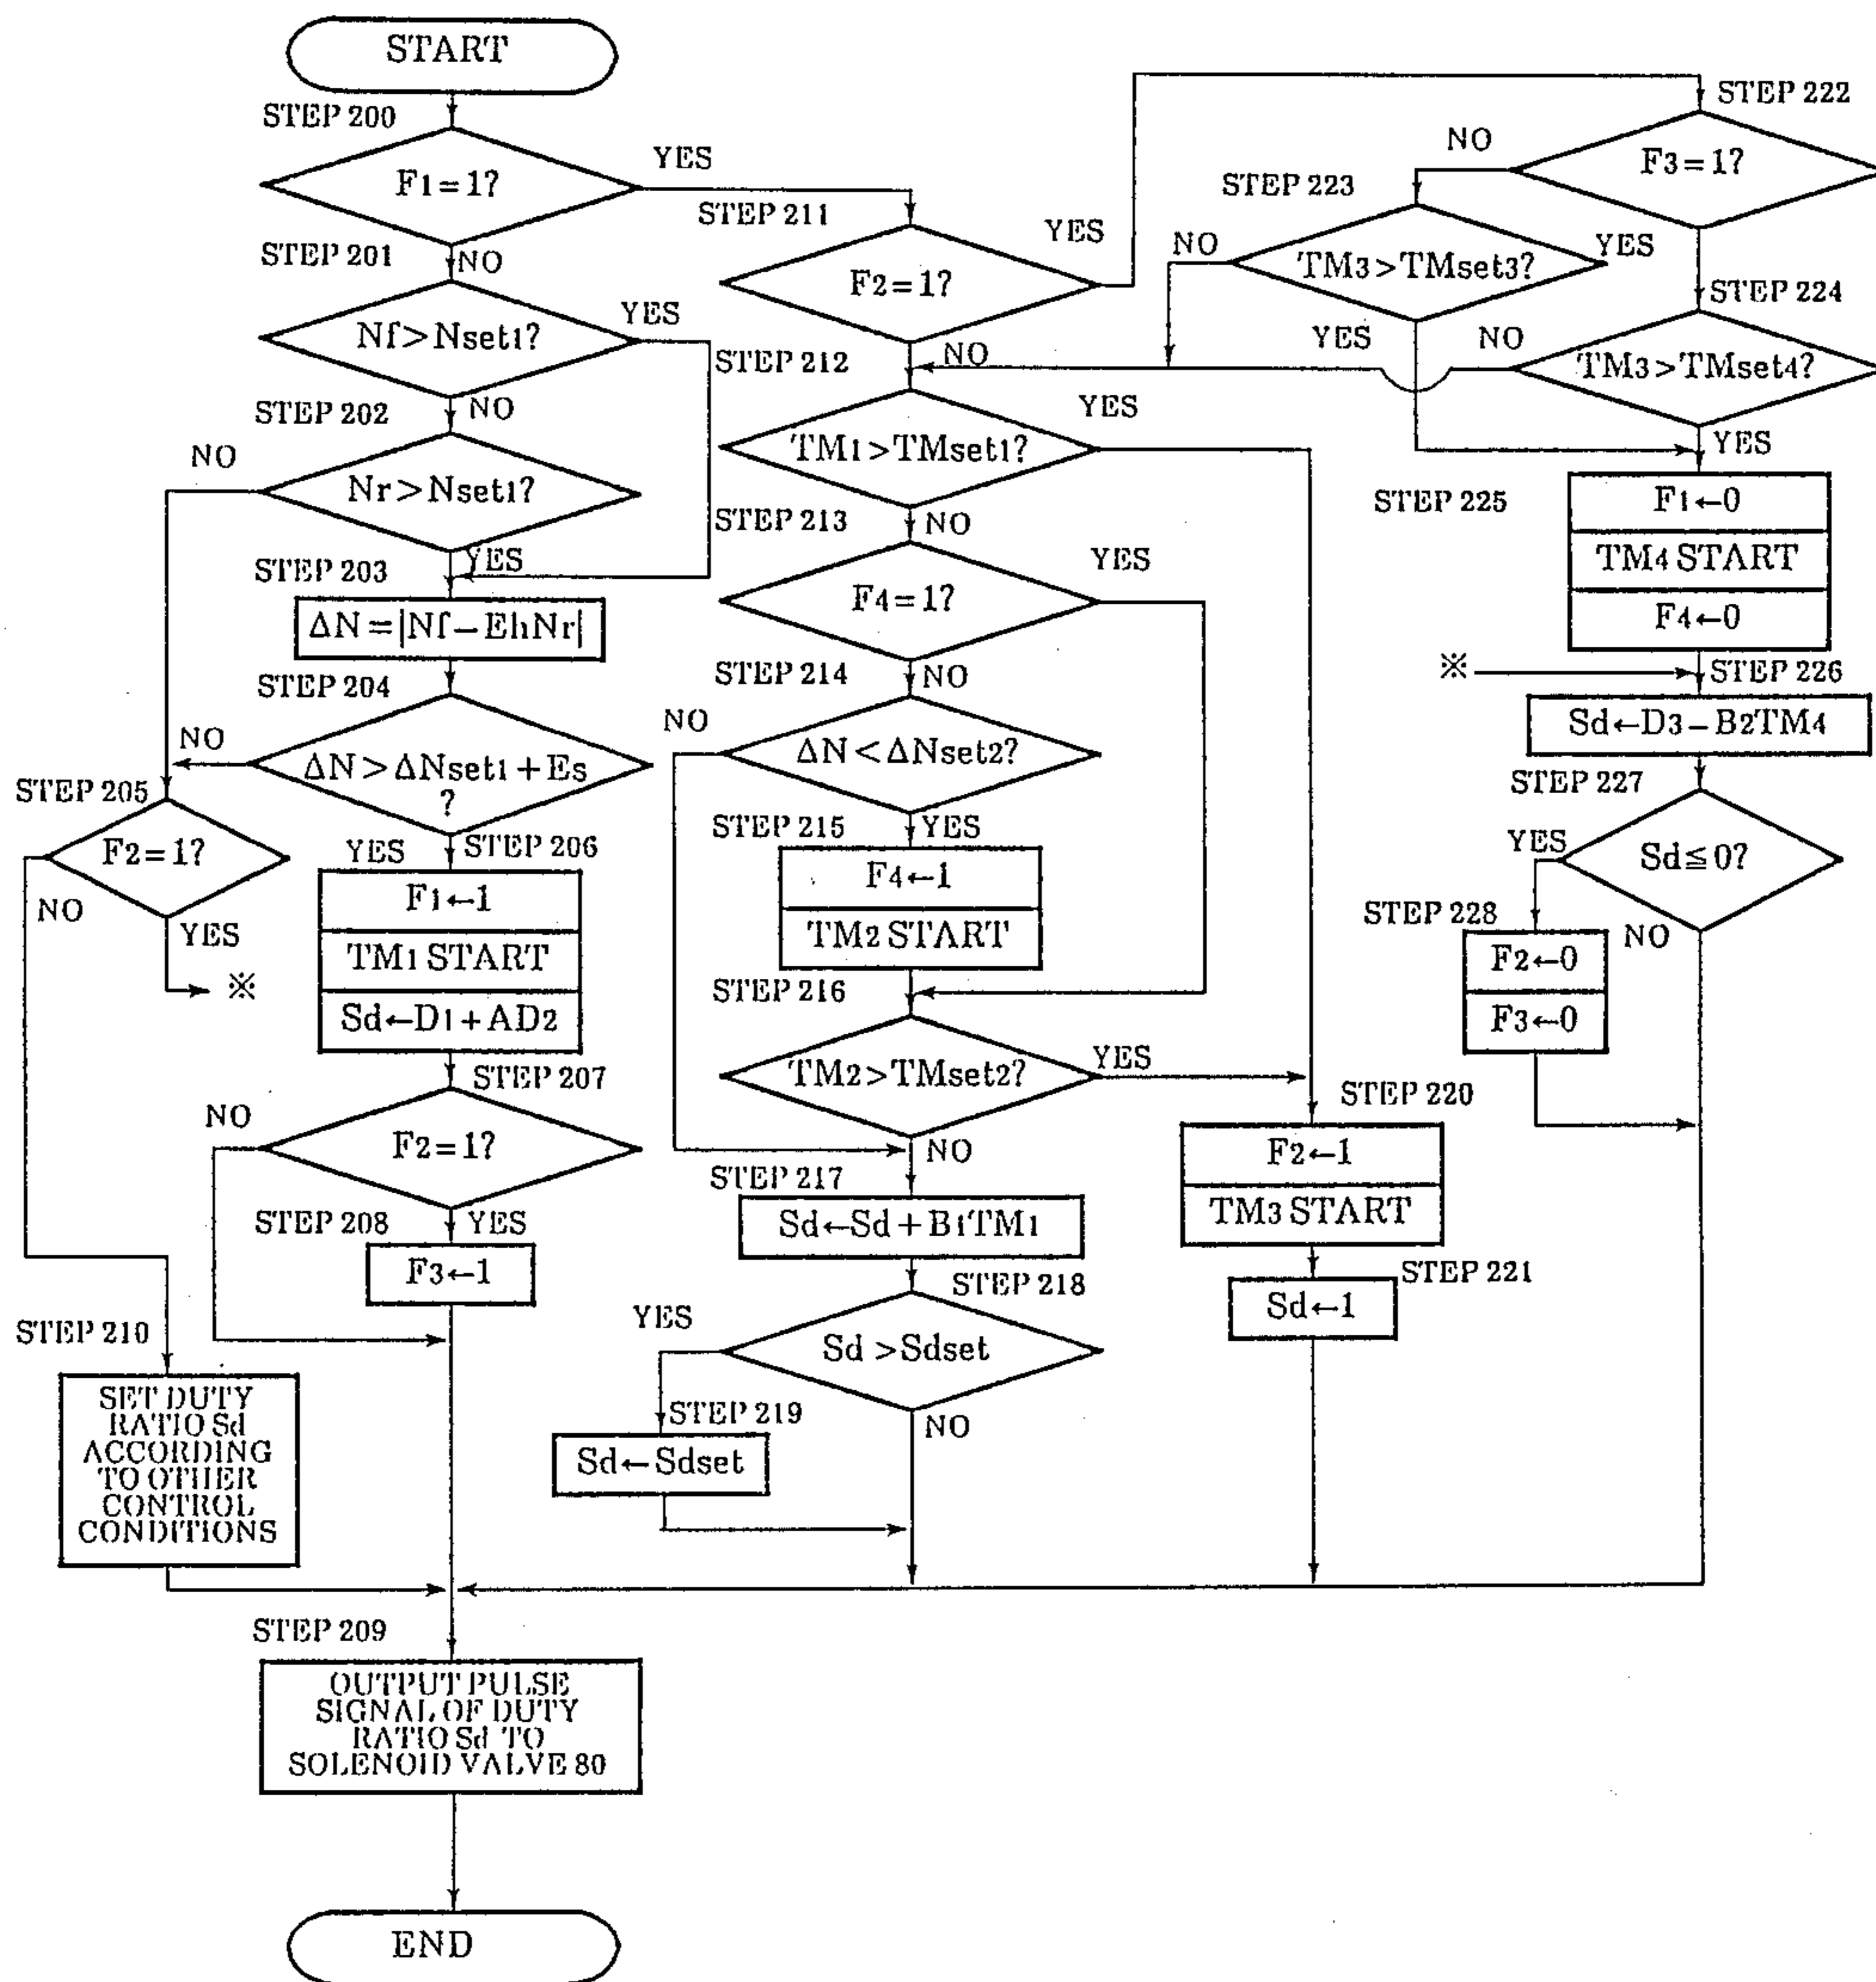 START
STEP 200
F1=1?
YES
STEP 201
NO
Nf>Nset1?
YES
STEP 202
NO
Nr>Nset1?
NO
STEP 203
YES
ΔN=|Nf-EhNr|
STEP 204
NO
ΔN>ΔNset1+Es
?
STEP 205
F2=1?
NO
YES
※
YES
STEP 206
F1←1
TM1 START
Sd←D1+AD2
STEP 207
NO
F2=1?
STEP 208
YES
F3←1
STEP 210
SET DUTY
RATIO Sd
ACCORDING
TO OTHER
CONTROL
CONDITIONS
STEP 209
OUTPUT PULSE
SIGNAL OF DUTY
RATIO Sd TO
SOLENOID VALVE 80
END
STEP 211
F2=1?
YES
STEP 212
NO
TM1>TMset1?
YES
STEP 213
NO
F4=1?
YES
STEP 214
NO
NO
ΔN<ΔNset2?
STEP 215
YES
F4←1
TM2 START
STEP 216
TM2>TMset2?
YES
NO
STEP 217
Sd←Sd+B1TM1
STEP 218
YES
Sd>Sdset
STEP 219
NO
Sd←Sdset
STEP 220
F2←1
TM3 START
STEP 221
Sd←1
STEP 222
NO
F3=1?
STEP 223
NO
TM3>TMset3?
YES
STEP 224
YES
NO
TM3>TMset4?
YES
STEP 225
F1←0
TM4 START
F4←0
※
STEP 226
Sd←D3-B2TM4
STEP 227
YES
Sd≦0?
STEP 228
NO
F2←0
F3←0